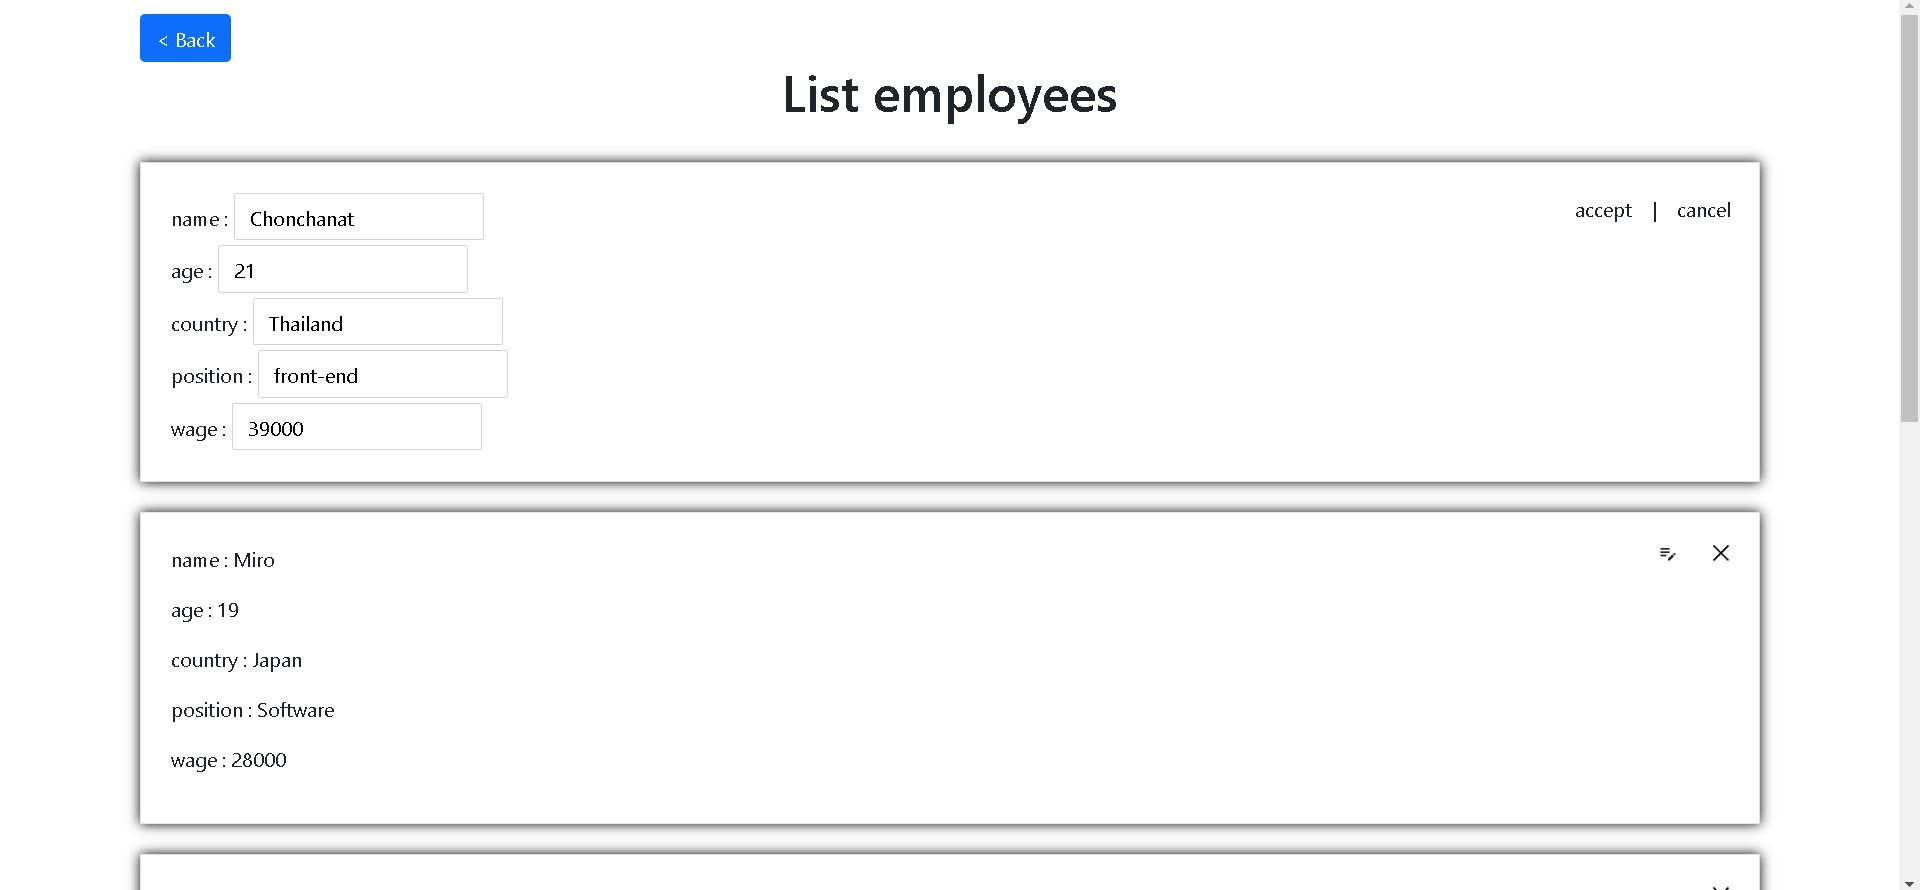 < Back
List employees
name : Chonchanat
accept | cancel
age : 21
country : Thailand
position : front-end
wage : 39000
name : Miro
age : 19
country : Japan
position : Software
wage : 28000